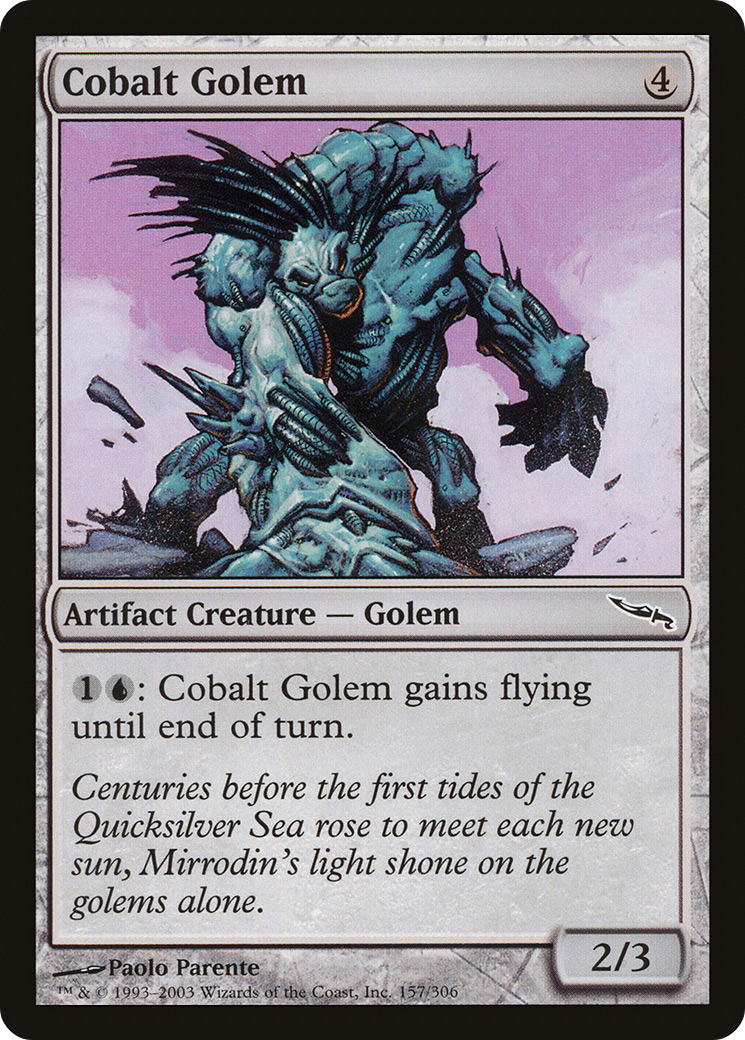 Cobalt Golem
4
Artifact Creature — Golem
1: Cobalt Golem gains flying
until end of turn.
Centuries before the first tides of the
Quicksilver Sea rose to meet each new
sun, Mirrodin's light shone on the
golems alone.
2/3
Paolo Parente
™ & © 1993–2003 Wizards of the Coast, Inc. 157/306